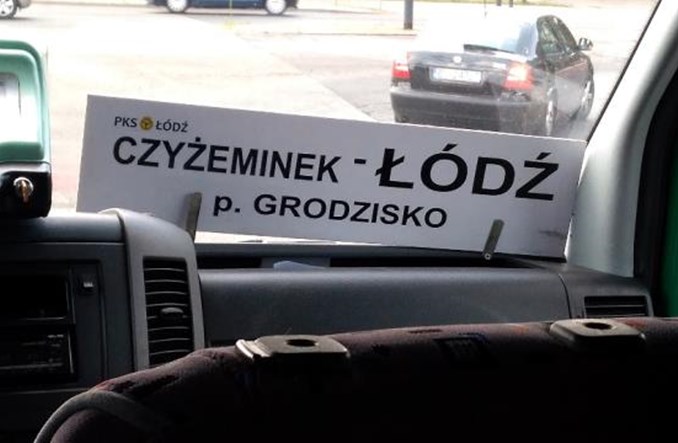 PKS ŁÓDŹ
CZYŻEMINEK - ŁÓDŹ
p. GRODZISKO